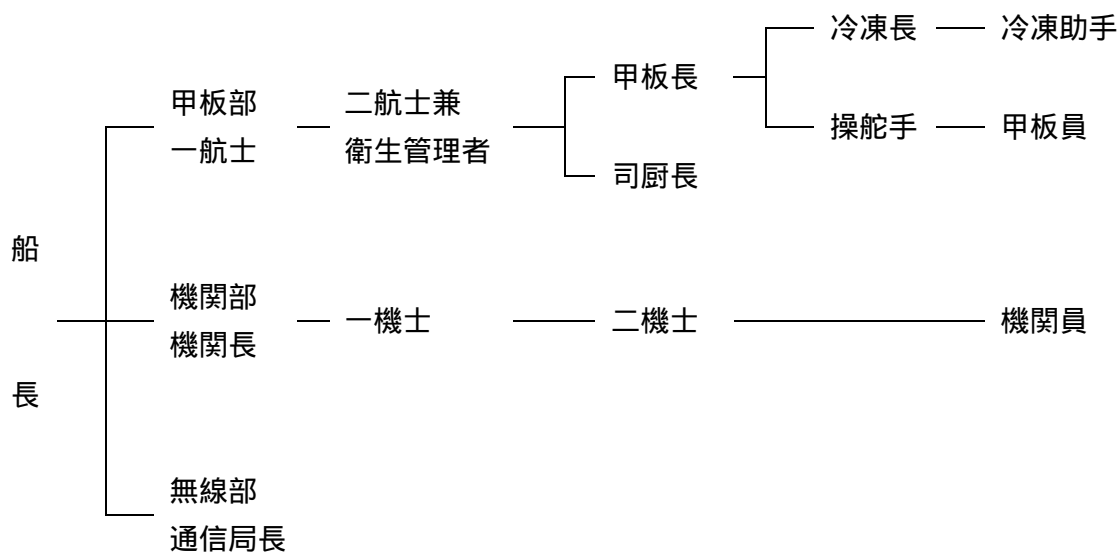 船長
甲板部
一航士
二航士兼
衛生管理者
甲板長
司厨長
冷凍長
冷凍助手
操舵手
甲板員
機関部
機関長
一機士
二機士
機関員
無線部
通信局長